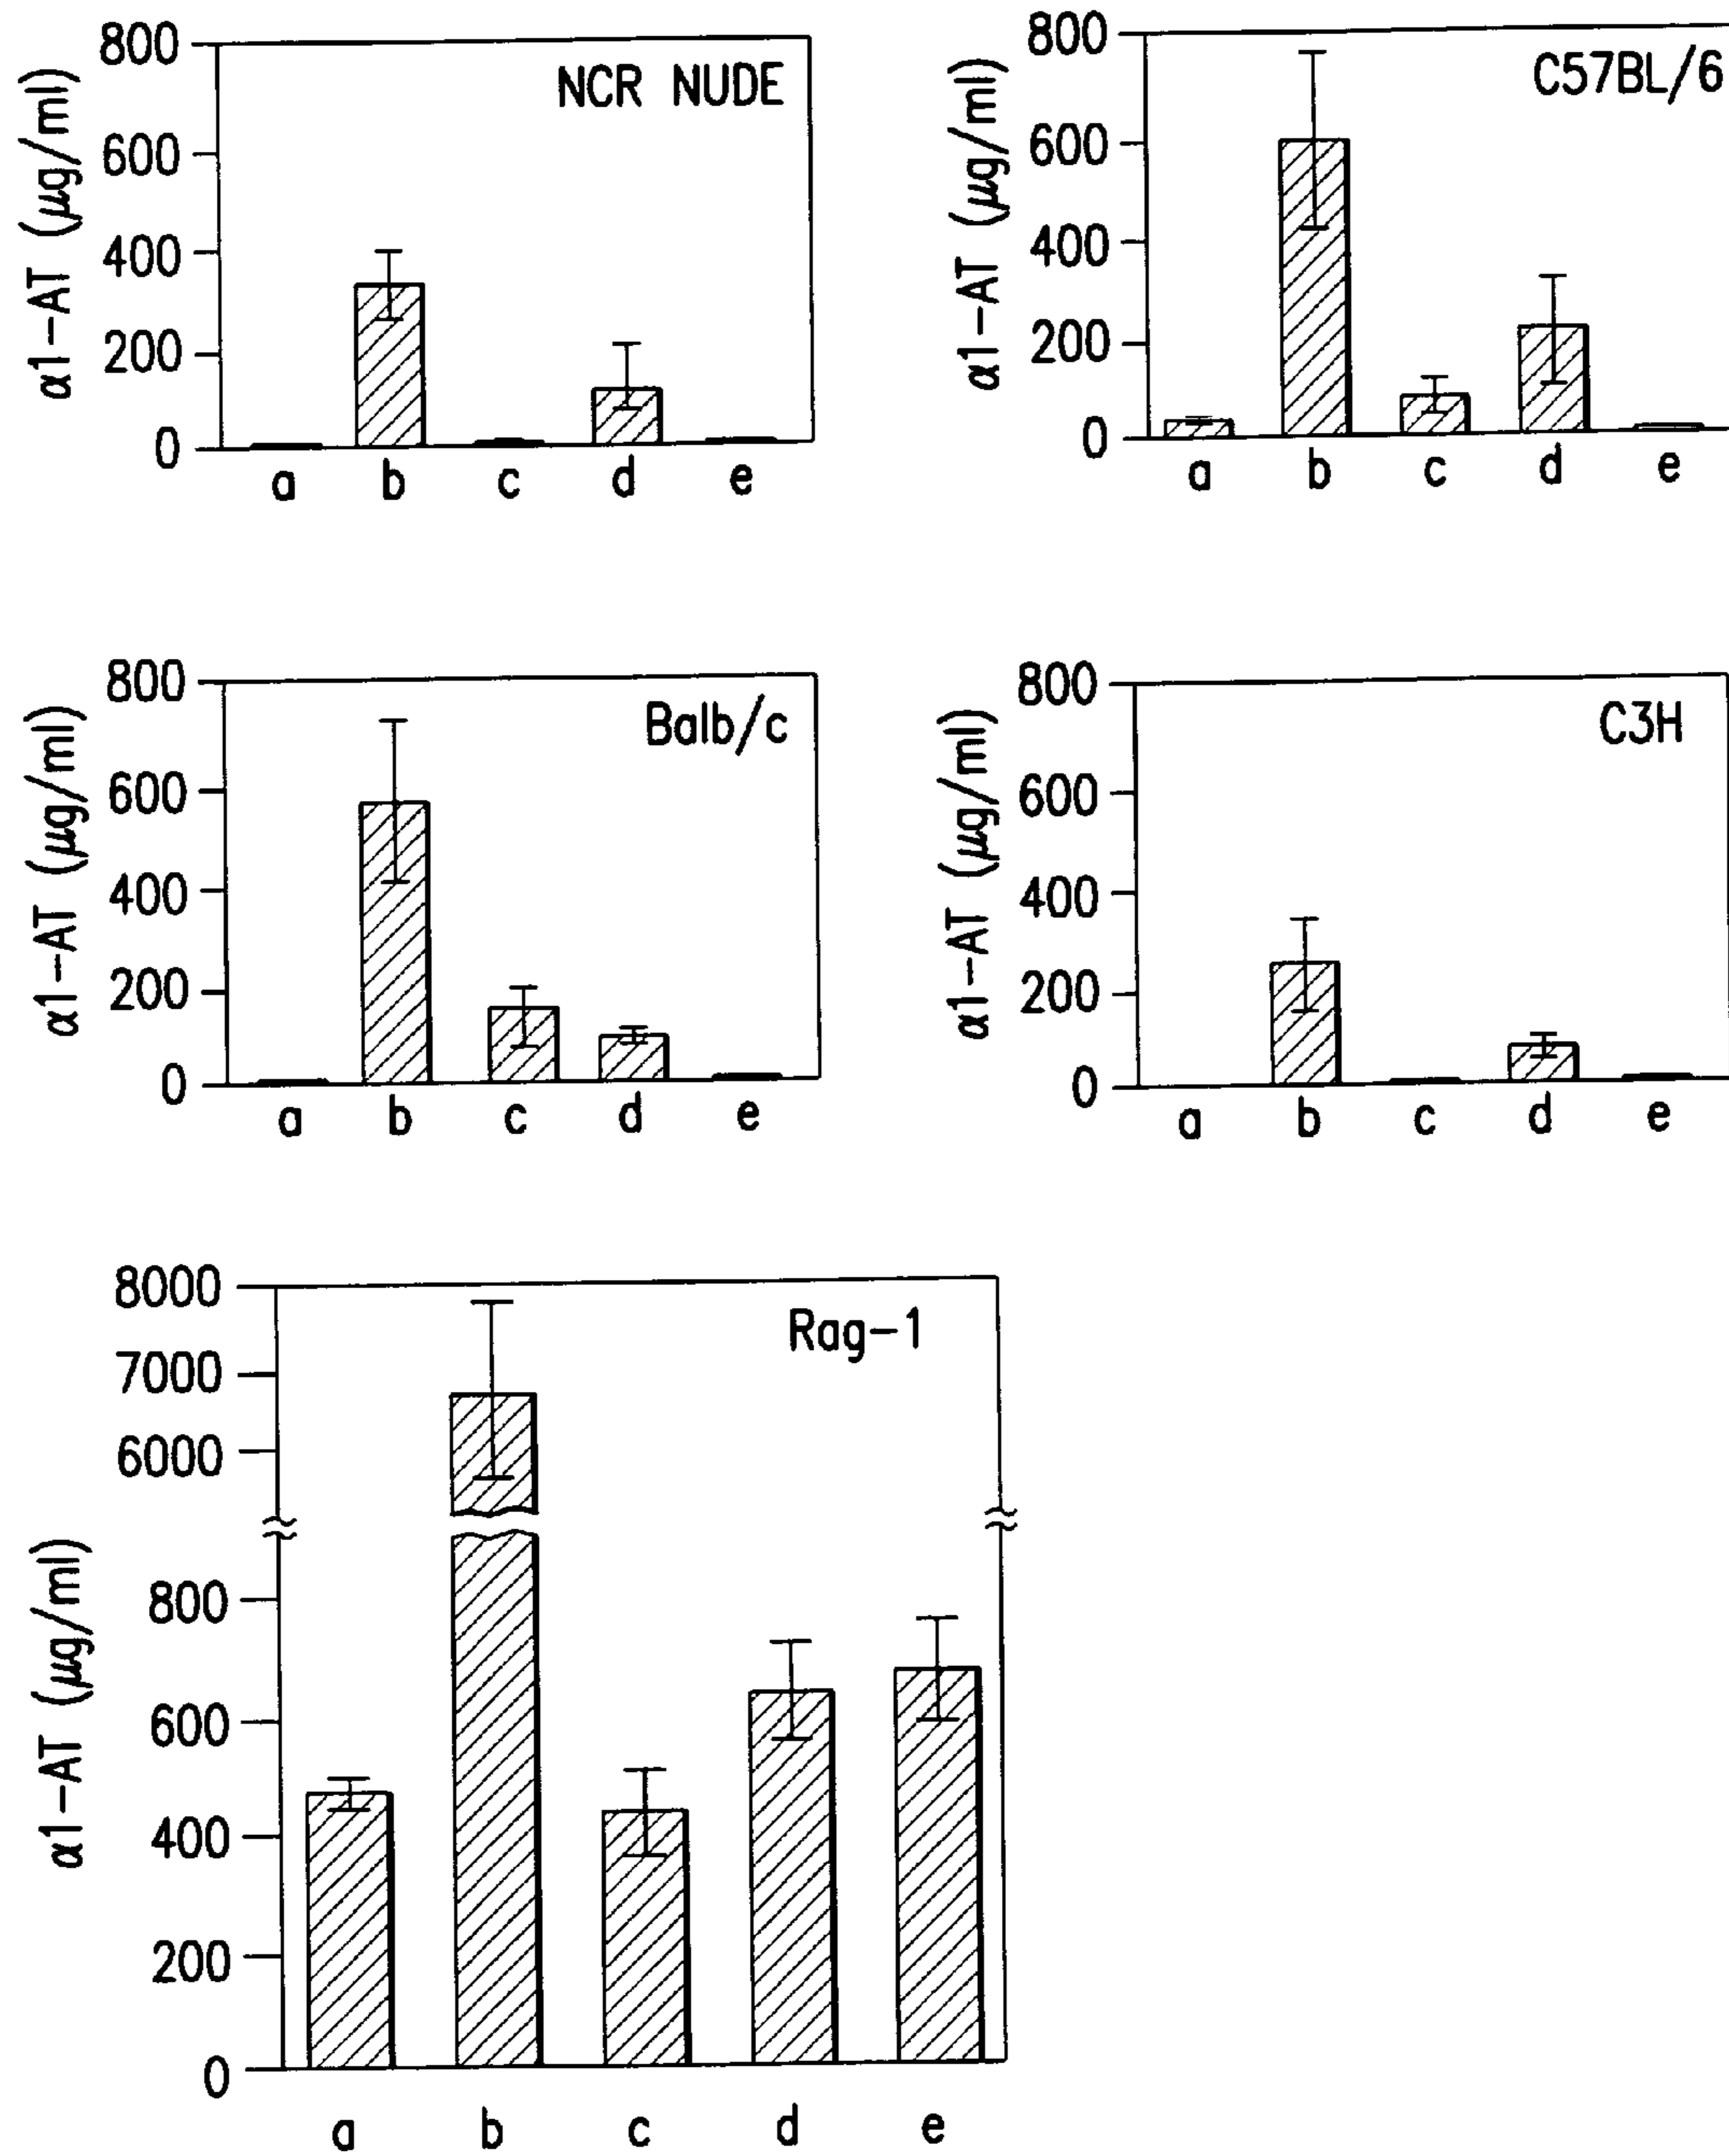 NCR NUDE
α1-AT (μg/ml)
800
600
400
200
0
a b c d e
C57BL/6
α1-AT (μg/ml)
800
600
400
200
0
a b c d e
Balb/c
α1-AT (μg/ml)
800
600
400
200
0
a b c d e
C3H
α1-AT (μg/ml)
800
600
400
200
0
a b c d e
Rag-1
α1-AT (μg/ml)
8000
7000
6000
800
600
400
200
0
a b c d e